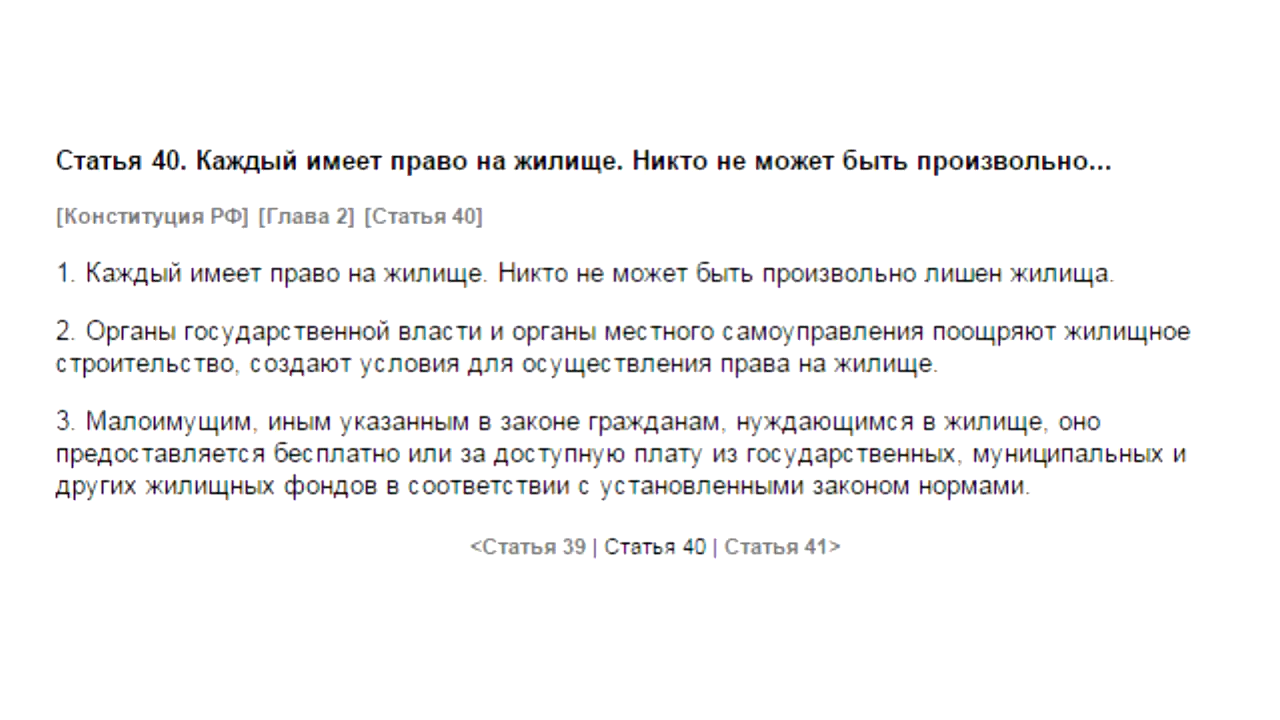 Статья 40. Каждый имеет право на жилище. Никто не может быть произвольно...
[Конституция РФ] [Глава 2] [Статья 40]
1. Каждый имеет право на жилище. Никто не может быть произвольно лишен жилища.
2. Органы государственной власти и органы местного самоуправления поощряют жилищное
строительство, создают условия для осуществления права на жилище.
3. Малоимущим, иным указанным в законе гражданам, нуждающимся в жилище, оно
предоставляется бесплатно или за доступную плату из государственных, муниципальных и
других жилищных фондов в соответствии с установленными законом нормами.
<Статья 39 | Статья 40 | Статья 41>